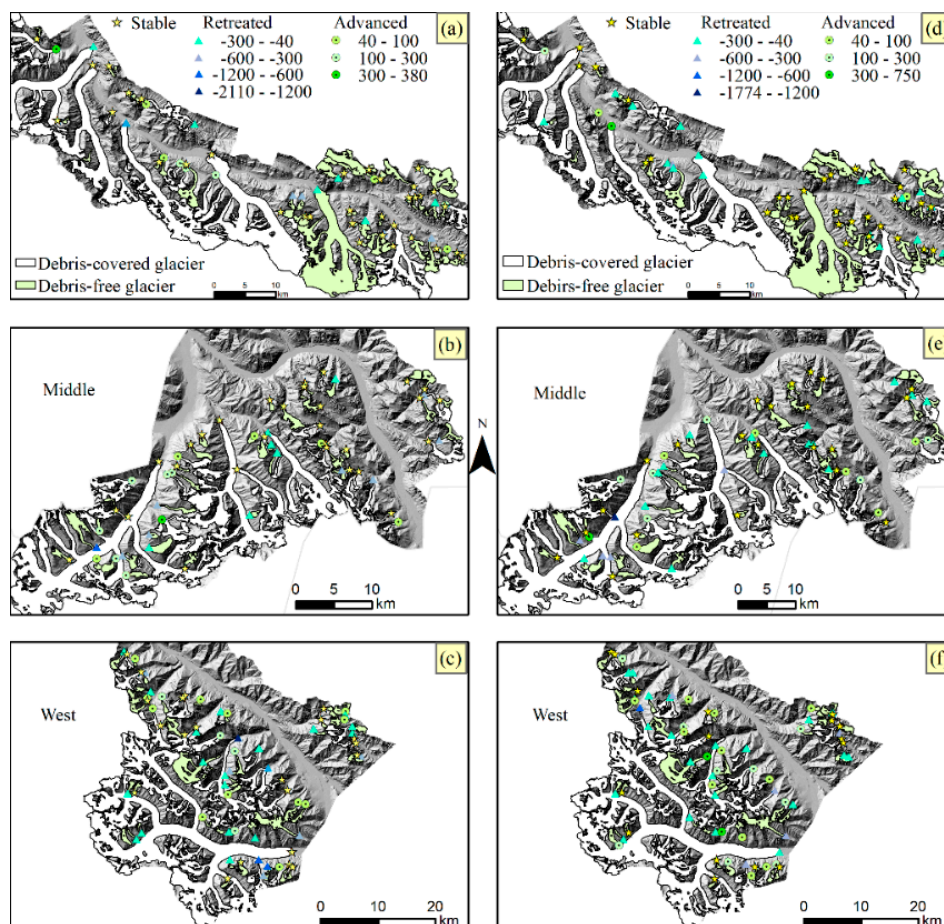 Stable Retreated Advanced (a)
-300 - -40 40 - 100
-600 - -300 100 - 300
-1200 - -600 300 - 380
-2110 - -1200
Debris-covered glacier
Debris-free glacier
0 5 10
km
Stable Retreated Advanced (d)
-300 - -40 40 - 100
-600 - -300 100 - 300
-1200 - -600 300 - 750
-1774 - -1200
Debris-covered glacier
Debirs-free glacier
0 5 10
km
(b)
Middle
0 5 10
km
N
(e)
Middle
0 5 10
km
(c)
West
0 10 20
km
(f)
West
0 10 20
km